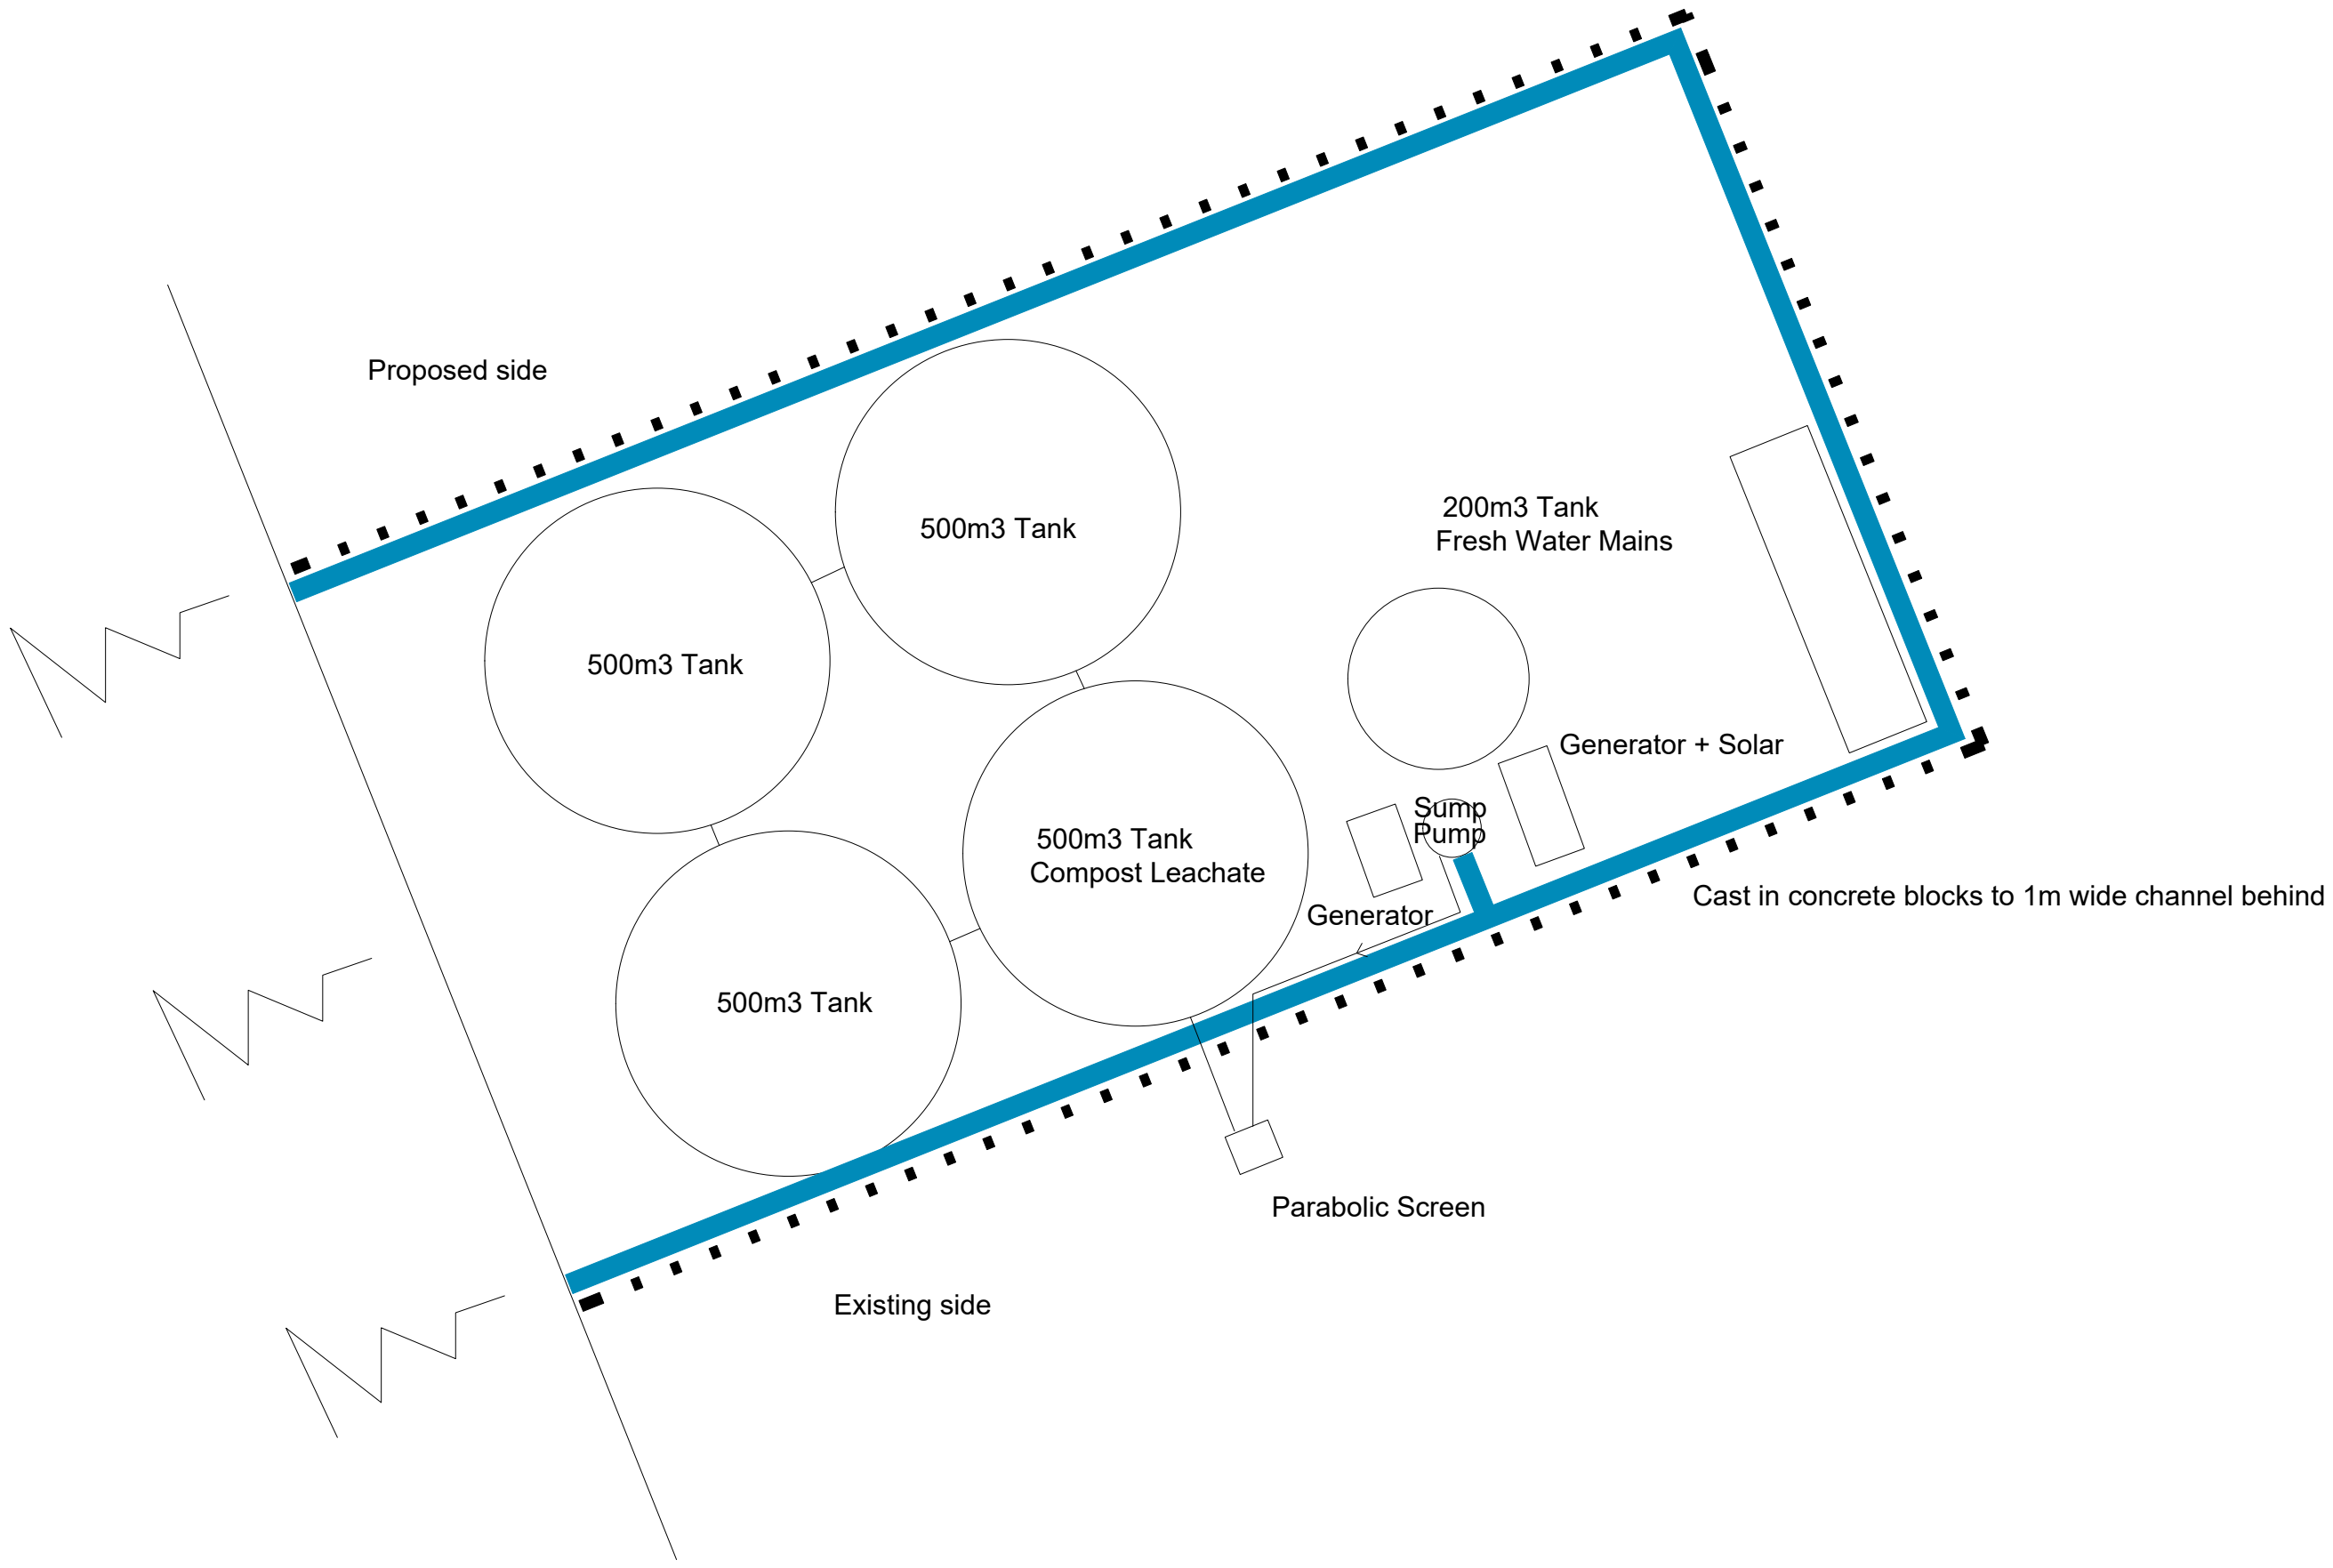 Proposed side
500m3 Tank
200m3 Tank
Fresh Water Mains
500m3 Tank
Generator + Solar
Sump
Pump
500m3 Tank
Compost Leachate
Cast in concrete blocks to 1m wide channel behind
Generator
500m3 Tank
Parabolic Screen
Existing side